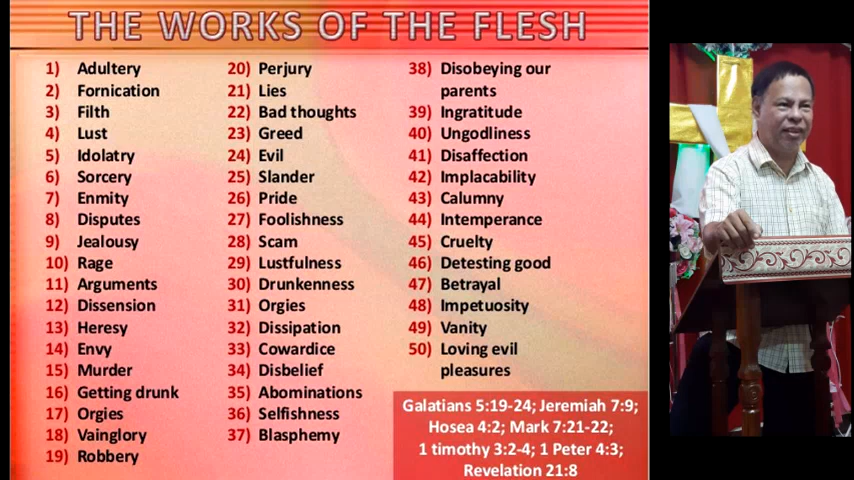 THE WORKS OF THE FLESH
1) Adultery
2) Fornication
3) Filth
4) Lust
5) Idolatry
6) Sorcery
7) Enmity
8) Disputes
9) Jealousy
10) Rage
11) Arguments
12) Dissension
13) Heresy
14) Envy
15) Murder
16) Getting drunk
17) Orgies
18) Vainglory
19) Robbery
20) Perjury
21) Lies
22) Bad thoughts
23) Greed
24) Evil
25) Slander
26) Pride
27) Foolishness
28) Scam
29) Lustfulness
30) Drunkenness
31) Orgies
32) Dissipation
33) Cowardice
34) Disbelief
35) Abominations
36) Selfishness
37) Blasphemy
38) Disobeying our
parents
39) Ingratitude
40) Ungodliness
41) Disaffection
42) Implacability
43) Calumny
44) Intemperance
45) Cruelty
46) Detesting good
47) Betrayal
48) Impetuosity
49) Vanity
50) Loving evil
pleasures
Galatians 5:19-24; Jeremiah 7:9;
Hosea 4:2; Mark 7:21-22;
1 timothy 3:2-4; 1 Peter 4:3;
Revelation 21:8